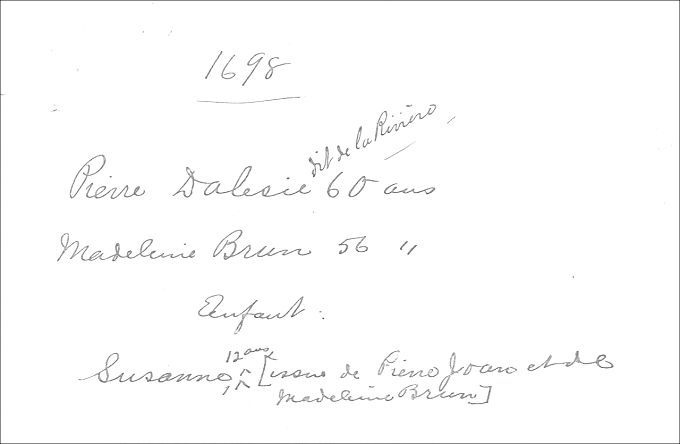 1698
Pierre Dalesie dit de la Rivière 60 ans
Madeleine Brun 56 "
Enfant :
Susanne, 12 ans [issue de Pierre et de
Madeleine Brun]